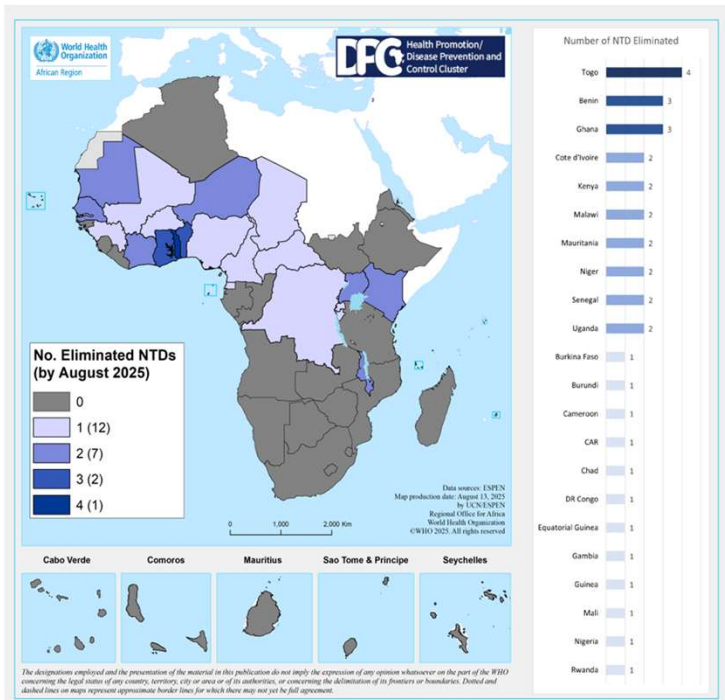 World Health
Organization
African Region
DPC
Health Promotion/
Disease Prevention and
Control Cluster
No. Eliminated NTDs
(by August 2025)
0
1 (12)
2 (7)
3 (2)
4 (1)
Data sources: ESPEN
Map production date: August 13, 2025
by UCN/ESPEN
Regional Office for Africa
World Health Organization
©WHO 2025. All rights reserved
0 1,000 2,000 Km
Cabo Verde
Comoros
Mauritius
Sao Tome & Principe
Seychelles
The designations employed and the presentation of the material in this publication do not imply the expression of any opinion whatsoever on the part of the WHO
concerning the legal status of any country, territory, city or area or of its authorities, or concerning the delimitation of its frontiers or boundaries. Dotted and
dashed lines on maps represent approximate border lines for which there may not yet be full agreement.
Number of NTD Eliminated
Togo 4
Benin 3
Ghana 3
Cote d'Ivoire 2
Kenya 2
Malawi 2
Mauritania 2
Niger 2
Senegal 2
Uganda 2
Burkina Faso 1
Burundi 1
Cameroon 1
CAR 1
Chad 1
DR Congo 1
Equatorial Guinea 1
Gambia 1
Guinea 1
Mali 1
Nigeria 1
Rwanda 1